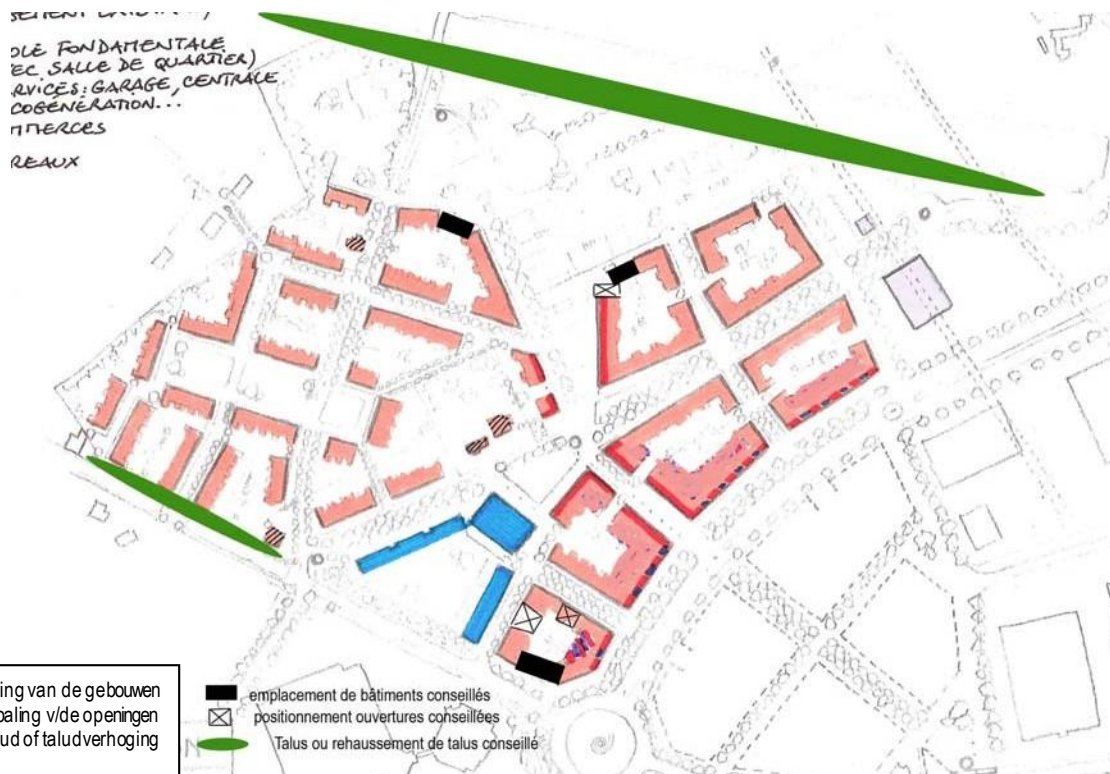 OLE FONDAMENTALE
EC SALLE DE QUARTIER)
RVICES: GARAGE, CENTRALE
COGÉNÉRATION...
MMERCES
REAUX
ing van de gebouwen
paling v/de openingen
ud of taludverhoging
emplacement de bâtiments conseillés
positionnement ouvertures conseillées
Talus ou rehaussement de talus conseillé